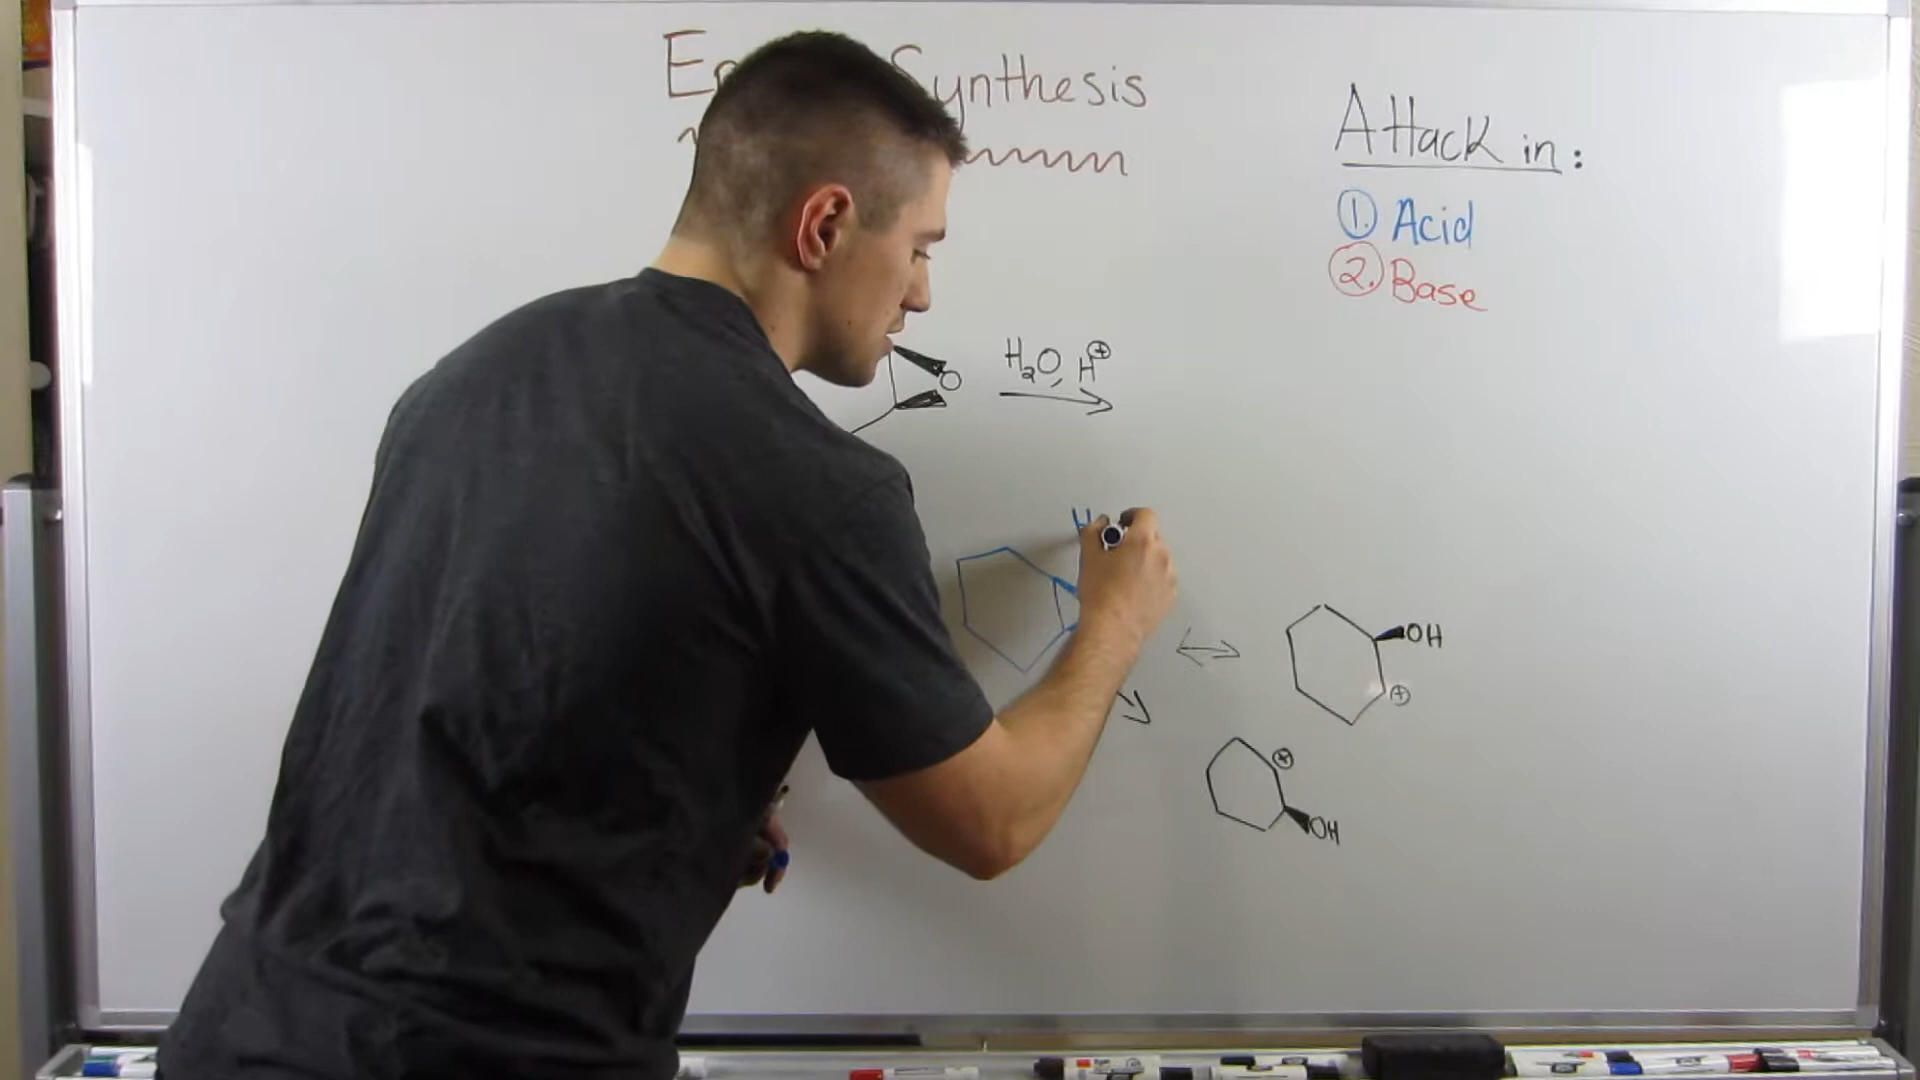 Synthesis
Attack in:
1. Acid
2. Base
H₂O, H⊕
O
H
OH
⊕
⊕
OH